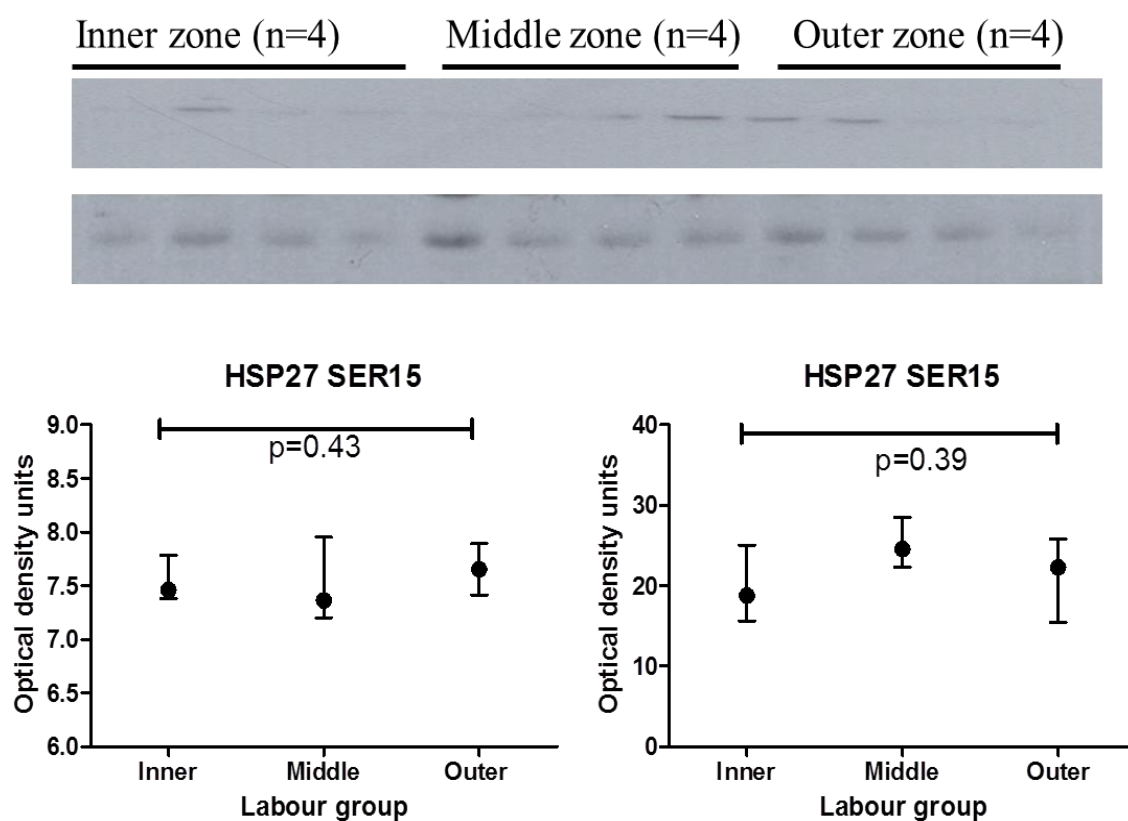 Inner zone (n=4) Middle zone (n=4) Outer zone (n=4)
HSP27 SER15
9.0
8.5
8.0
7.5
7.0
6.5
6.0
Optical density units
p=0.43
Inner Middle Outer
Labour group
HSP27 SER15
40
30
20
10
0
Optical density units
p=0.39
Inner Middle Outer
Labour group